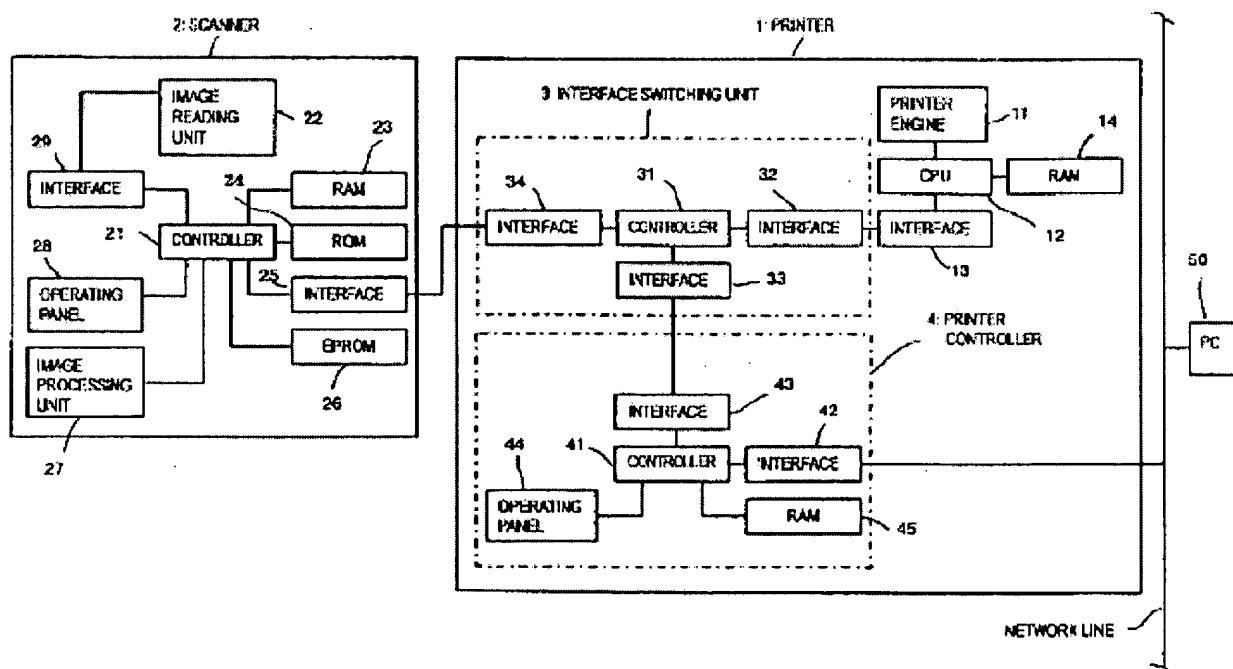 2: SCANNER
1: PRINTER
3: INTERFACE SWITCHING UNIT
IMAGE
READING
UNIT
22
23
29
INTERFACE
RAM
24
21
CONTROLLER
ROM
28
OPERATING
PANEL
25
INTERFACE
EPROM
26
IMAGE
PROCESSING
UNIT
27
34
31
32
INTERFACE
CONTROLLER
INTERFACE
INTERFACE
33
PRINTER
ENGINE
11
14
CPU
RAM
12
INTERFACE
13
4: PRINTER
CONTROLLER
50
PC
INTERFACE
43
42
41
CONTROLLER
INTERFACE
44
OPERATING
PANEL
RAM
45
NETWORK LINE